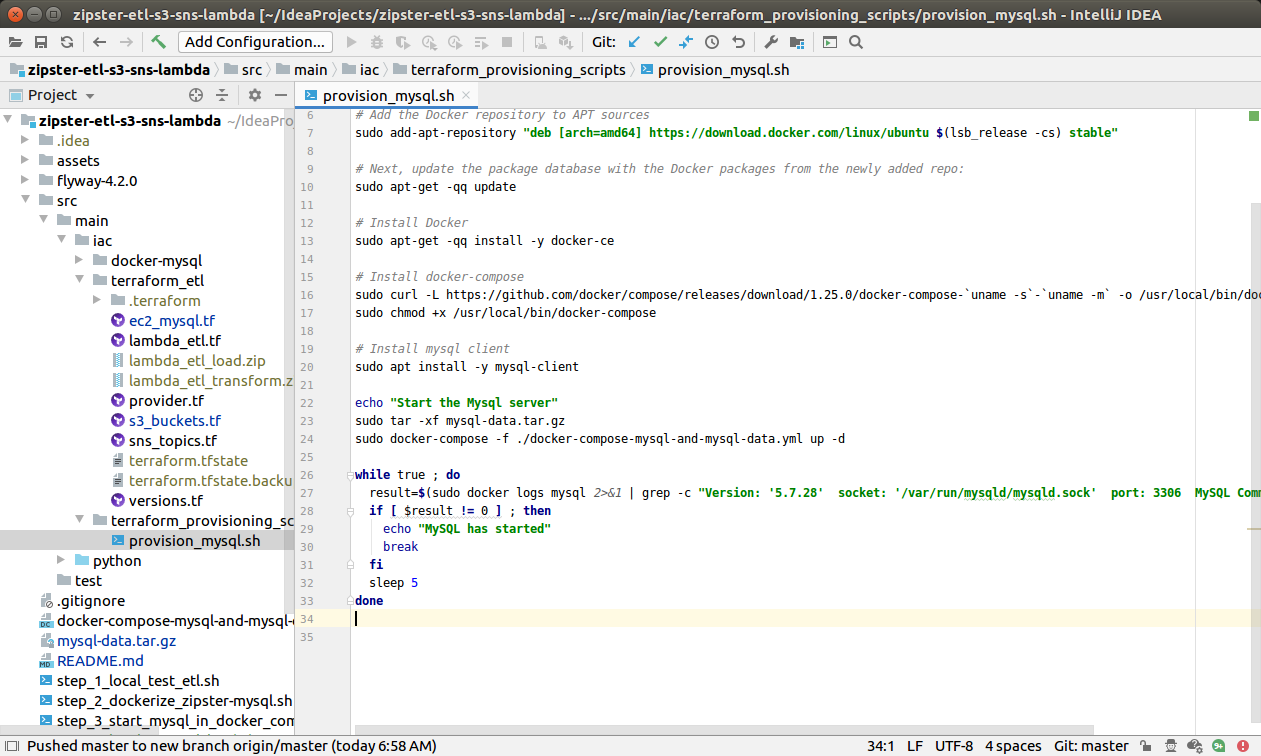 zipster-etl-s3-sns-lambda [~/IdeaProjects/zipster-etl-s3-sns-lambda] - .../src/main/iac/terraform_provisioning_scripts/provision_mysql.sh - IntelliJ IDEA
Add Configuration... Git:
zipster-etl-s3-sns-lambda src main iac terraform_provisioning_scripts provision_mysql.sh
Project
provision_mysql.sh
zipster-etl-s3-sns-lambda ~/IdeaPro
.idea
assets
flyway-4.2.0
src
main
iac
docker-mysql
terraform_etl
.terraform
ec2_mysql.tf
lambda_etl.tf
lambda_etl_load.zip
lambda_etl_transform.z
provider.tf
s3_buckets.tf
sns_topics.tf
terraform.tfstate
terraform.tfstate.backu
versions.tf
terraform_provisioning_sc
provision_mysql.sh
python
test
.gitignore
DC docker-compose-mysql-and-mysql-
mysql-data.tar.gz
MD README.md
step_1_local_test_etl.sh
step_2_dockerize_zipster-mysql.sh
step_3_start_mysql_in_docker_com
6 # Add the Docker repository to APT sources
7 sudo add-apt-repository "deb [arch=amd64] https://download.docker.com/linux/ubuntu $(lsb_release -cs) stable"
8
9 # Next, update the package database with the Docker packages from the newly added repo:
10 sudo apt-get -qq update
11
12 # Install Docker
13 sudo apt-get -qq install -y docker-ce
14
15 # Install docker-compose
16 sudo curl -L https://github.com/docker/compose/releases/download/1.25.0/docker-compose-`uname -s`-`uname -m` -o /usr/local/bin/doc
17 sudo chmod +x /usr/local/bin/docker-compose
18
19 # Install mysql client
20 sudo apt install -y mysql-client
21
22 echo "Start the Mysql server"
23 sudo tar -xf mysql-data.tar.gz
24 sudo docker-compose -f ./docker-compose-mysql-and-mysql-data.yml up -d
25
26 while true ; do
27 result=$(sudo docker logs mysql 2>&1 | grep -c "Version: '5.7.28'  socket: '/var/run/mysqld/mysqld.sock'  port: 3306  MySQL Com
28 if [ $result != 0 ] ; then
29 echo "MySQL has started"
30 break
31 fi
32 sleep 5
33 done
34
35
Pushed master to new branch origin/master (today 6:58 AM) 34:1 LF UTF-8 4 spaces Git: master 9+